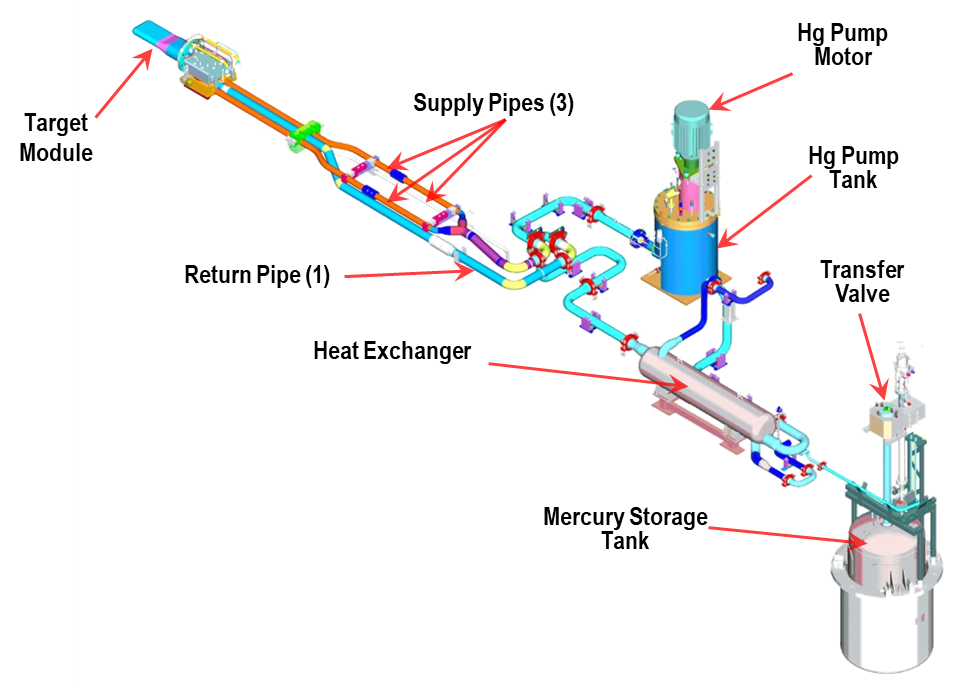 Hg Pump
Motor
Supply Pipes (3)
Target
Module
Hg Pump
Tank
Return Pipe (1)
Transfer
Valve
Heat Exchanger
Mercury Storage
Tank